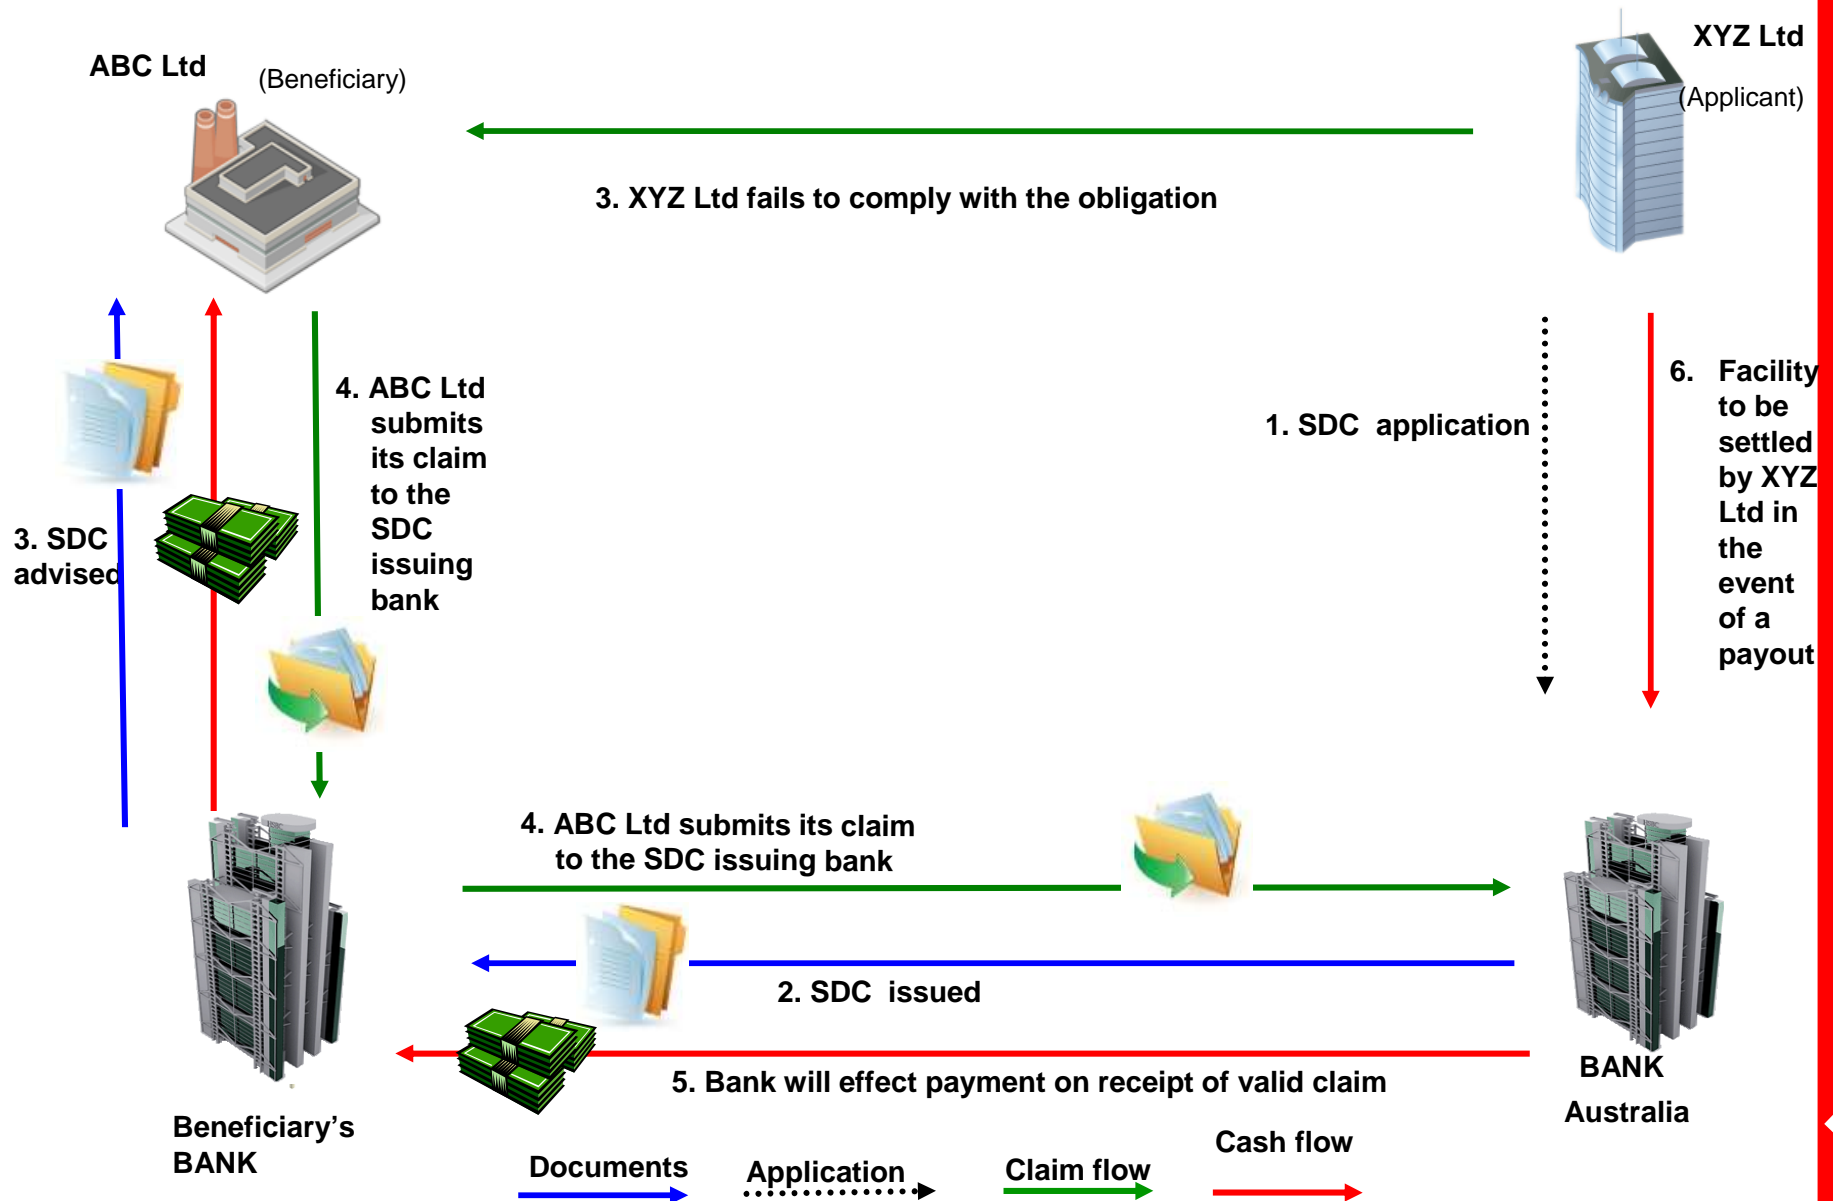 ABC Ltd
(Beneficiary)
XYZ Ltd
(Applicant)
3. XYZ Ltd fails to comply with the obligation
4. ABC Ltd
submits
its claim
to the
SDC
issuing
bank
1. SDC application
6. Facility
to be
settled
by XYZ
Ltd in
the
event
of a
payout
3. SDC
advised
4. ABC Ltd submits its claim
to the SDC issuing bank
2. SDC issued
5. Bank will effect payment on receipt of valid claim
BANK
Australia
Beneficiary’s
BANK
Documents
Application
Claim flow
Cash flow